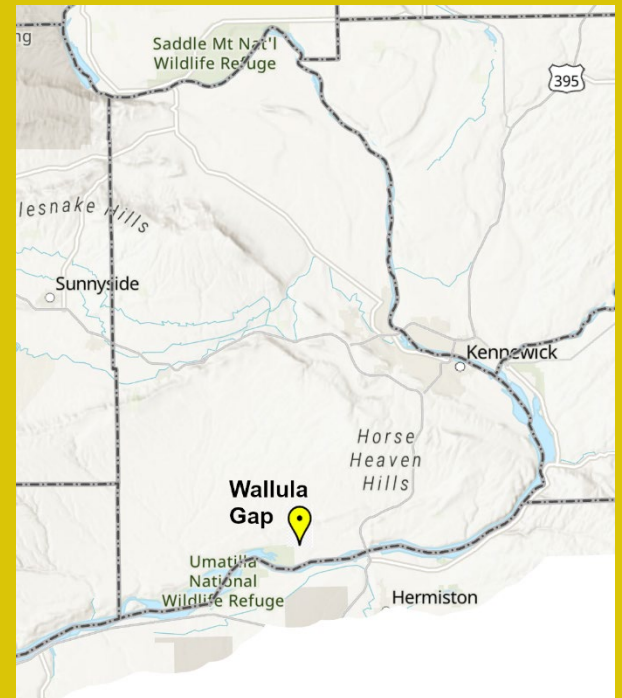 ng
Saddle Mt Nat'l
Wildlife Refuge
395
lesnake Hills
Sunnyside
Kennewick
Horse
Heaven
Hills
Wallula
Gap
Umatilla
National
Wildlife Refuge
Hermiston